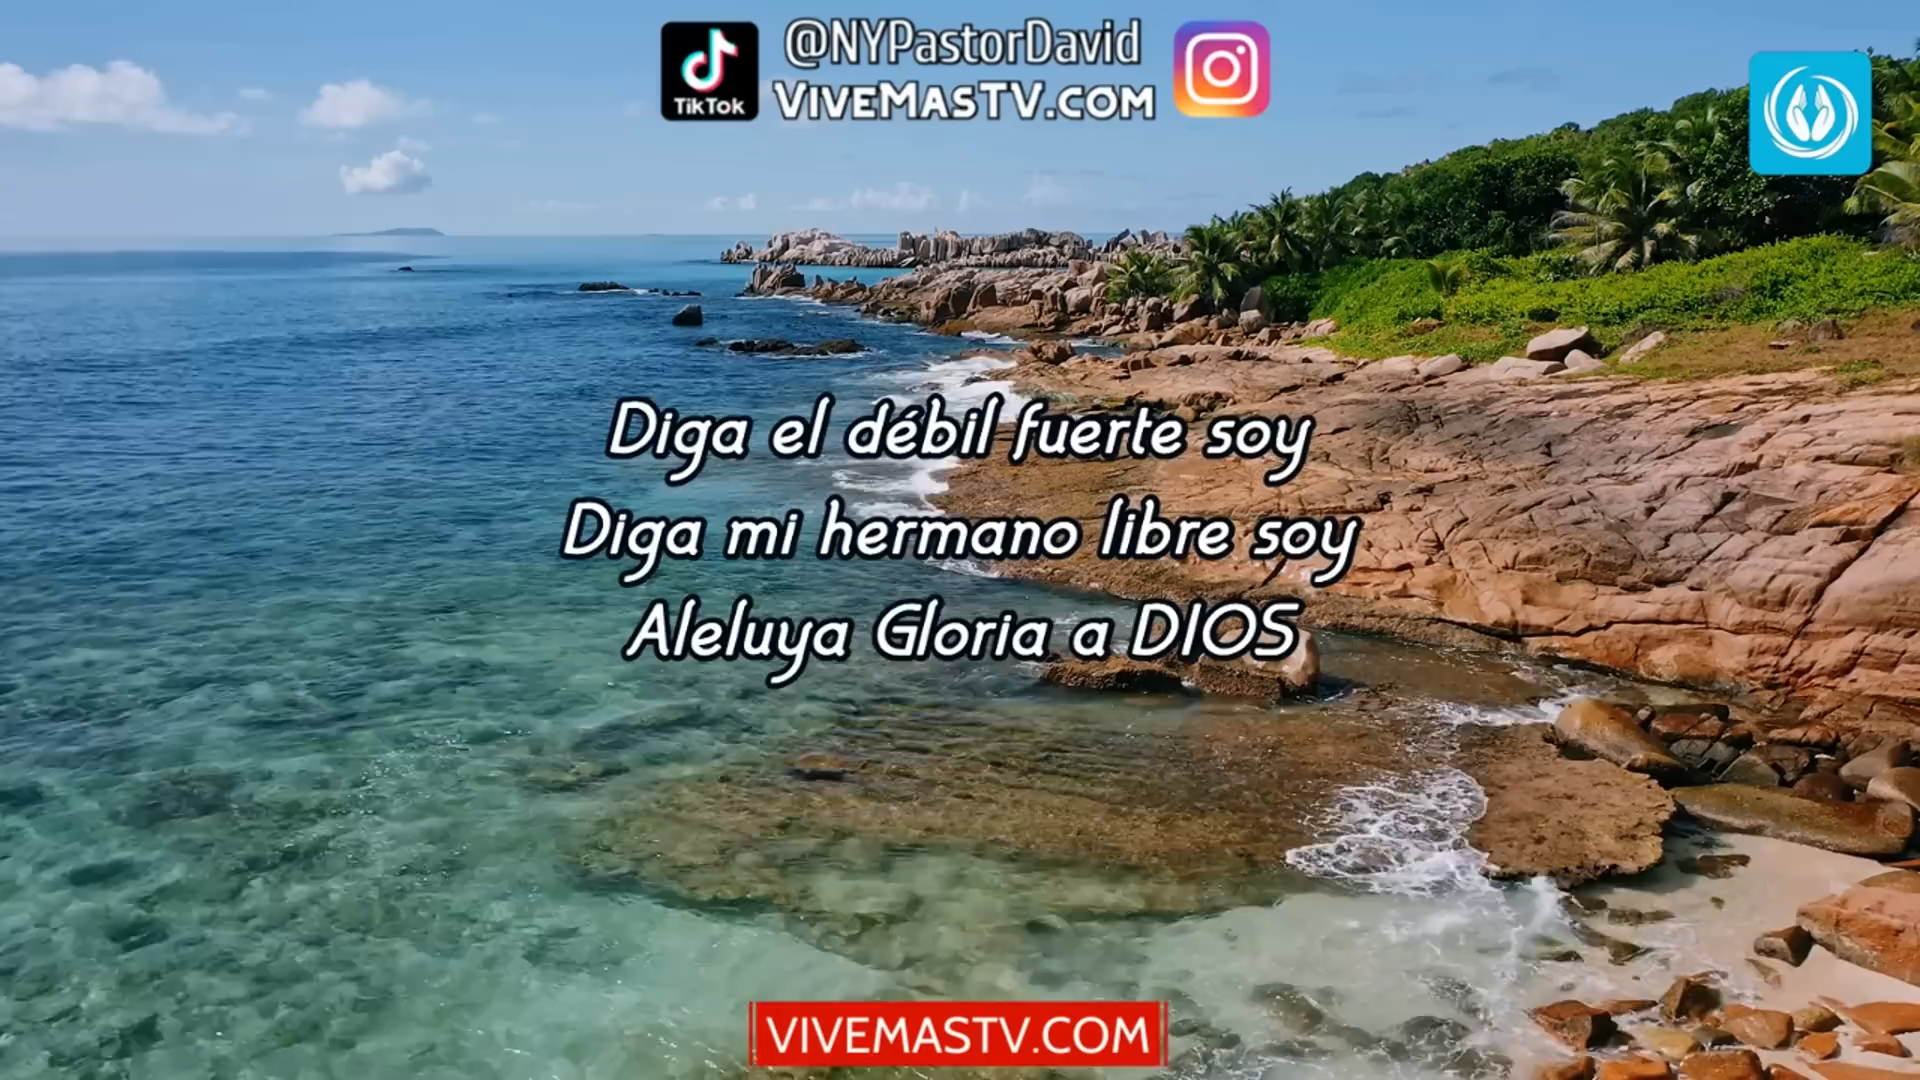 @NYPastorDavid
TikTok
VIVEMASTV.COM
Diga el débil fuerte soy
Diga mi hermano libre soy
Aleluya Gloria a DIOS
VIVEMASTV.COM